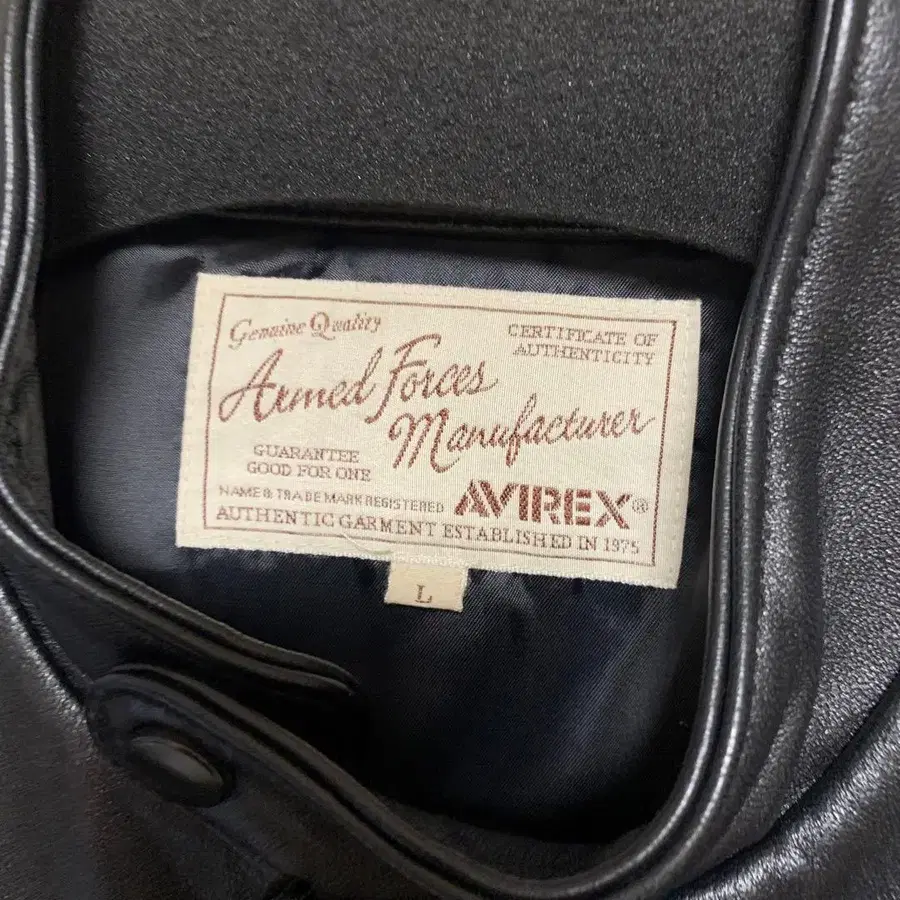 Genuine Quality
CERTIFICATE OF
AUTHENTICITY
Armed Forces
Manufacturer
GUARANTEE
GOOD FOR ONE
NAME & TRADE MARK REGISTERED
AVIREX®
AUTHENTIC GARMENT ESTABLISHED IN 1975
L